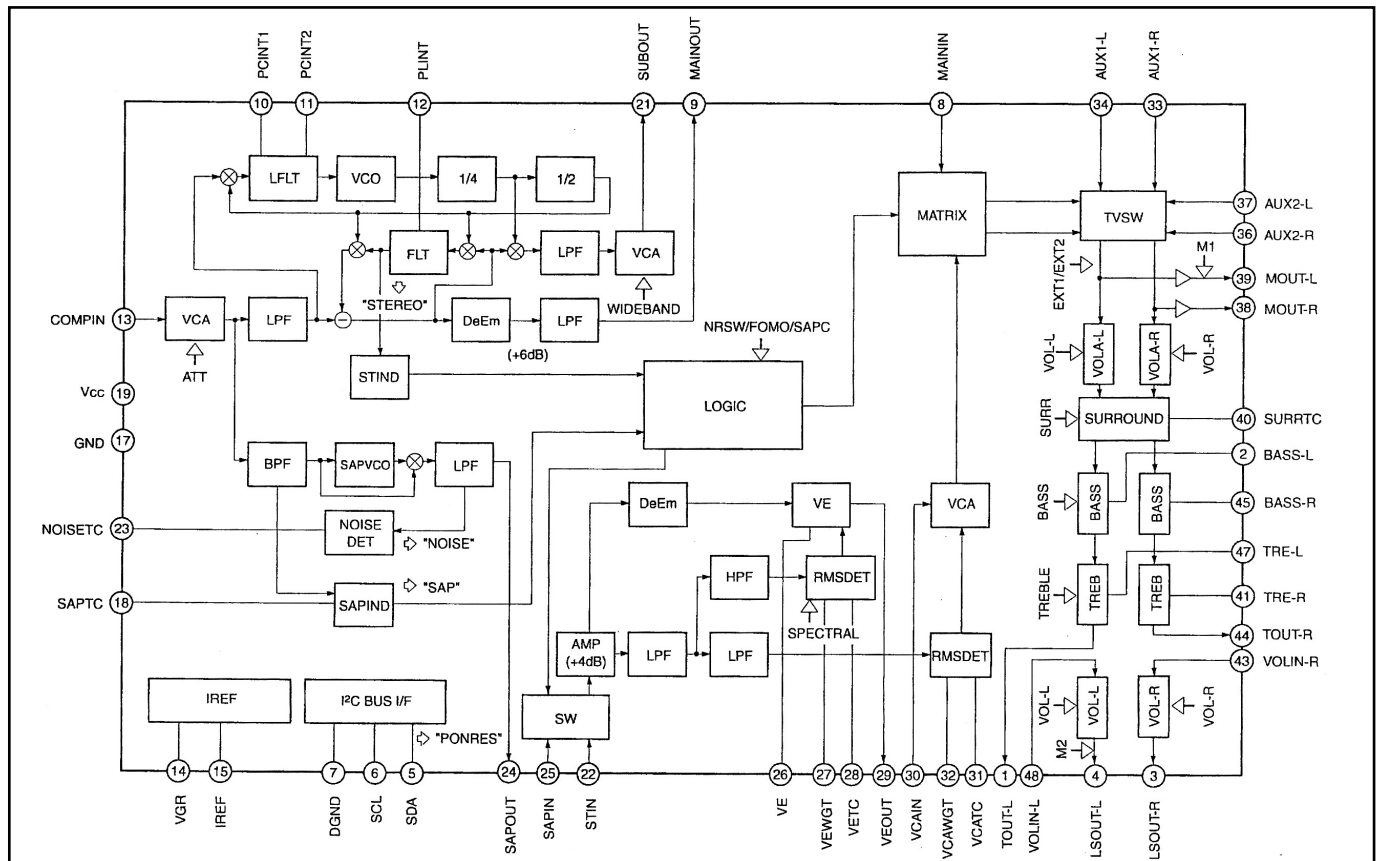 PCINT1
PCINT2
PLINT
SUBOUT
MAINOUT
MAININ
AUX1-L
AUX1-R
10
11
12
21
9
8
34
33
LFLT
VCO
1/4
1/2
MATRIX
TVSW
37 AUX2-L
36 AUX2-R
FLT
LPF
VCA
EXT1/EXT2
M1
39 MOUT-L
38 MOUT-R
"STEREO"
WIDEBAND
COMPIN 13
VCA
LPF
DeEm
LPF
(+6dB)
ATT
NRSW/FOMO/SAPC
VOL-L
VOLA-L
VOLA-R
VOL-R
STIND
LOGIC
Vcc 19
GND 17
SURR
SURROUND
40 SURRTC
2 BASS-L
BPF
SAPVCO
LPF
DeEm
VE
VCA
BASS
BASS
BASS
45 BASS-R
NOISETC 23
NOISE
DET
"NOISE"
47 TRE-L
HPF
RMSDET
TREBLE
TREB
TREB
41 TRE-R
SAPTC 18
SAPIND
"SAP"
SPECTRAL
44 TOUT-R
AMP
(+4dB)
LPF
LPF
RMSDET
43 VOLIN-R
IREF
I²C BUS I/F
"PONRES"
SW
VOL-L
VOL-L
VOL-R
VOL-R
M2
14
15
7
6
5
24
25
22
26
27
28
29
30
32
31
1
48
4
3
VGR
IREF
DGND
SCL
SDA
SAPOUT
SAPIN
STIN
VE
VEWGT
VETC
VEOUT
VCAIN
VCAWGT
VCATC
TOUT-L
VOLIN-L
LSOUT-L
LSOUT-R